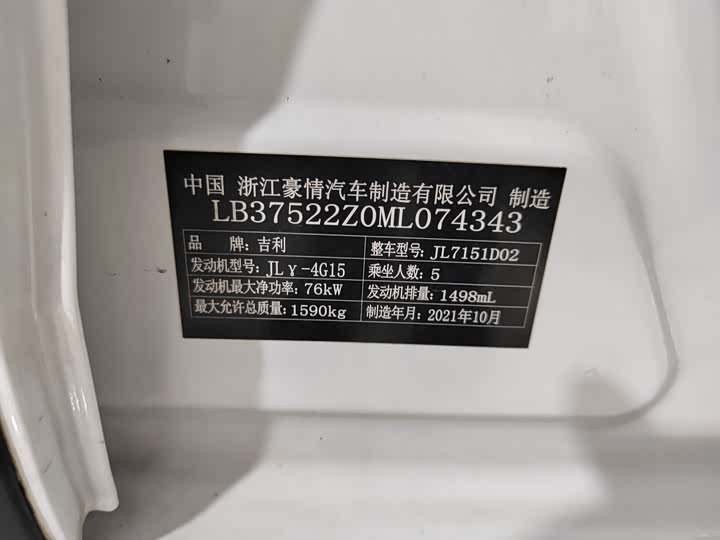 中国 浙江豪情汽车制造有限公司 制造
LB37522Z0ML074343
品 牌:吉利 整车型号: JL7151D02
发动机型号: JLγ-4G15 乘坐人数: 5
发动机最大净功率: 76kW 发动机排量: 1498mL
最大允许总质量: 1590kg 制造年月: 2021年10月